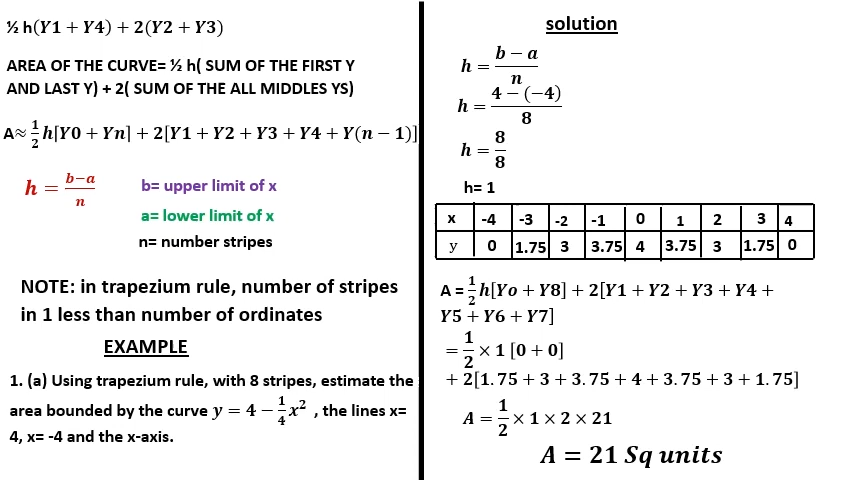 ½ h(Y1 + Y4) + 2(Y2 + Y3)
AREA OF THE CURVE= ½ h( SUM OF THE FIRST Y
AND LAST Y) + 2( SUM OF THE ALL MIDDLES YS)
A≈ 1/2 h[Y0 + Yn] + 2[Y1 + Y2 + Y3 + Y4 + Y(n − 1)]
h = b−a/n
b= upper limit of x
a= lower limit of x
n= number stripes
NOTE: in trapezium rule, number of stripes
in 1 less than number of ordinates
EXAMPLE
1. (a) Using trapezium rule, with 8 stripes, estimate the
area bounded by the curve y = 4 − 1/4 x² , the lines x=
4, x= -4 and the x-axis.
solution
h = b − a/n
h = 4 − (−4)/8
h = 8/8
h= 1
x -4 -3 -2 -1 0 1 2 3 4
y 0 1.75 3 3.75 4 3.75 3 1.75 0
A = 1/2 h[Yo + Y8] + 2[Y1 + Y2 + Y3 + Y4 +
Y5 + Y6 + Y7]
= 1/2 × 1 [0 + 0]
+ 2[1.75 + 3 + 3.75 + 4 + 3.75 + 3 + 1.75]
A = 1/2 × 1 × 2 × 21
A = 21 Sq units